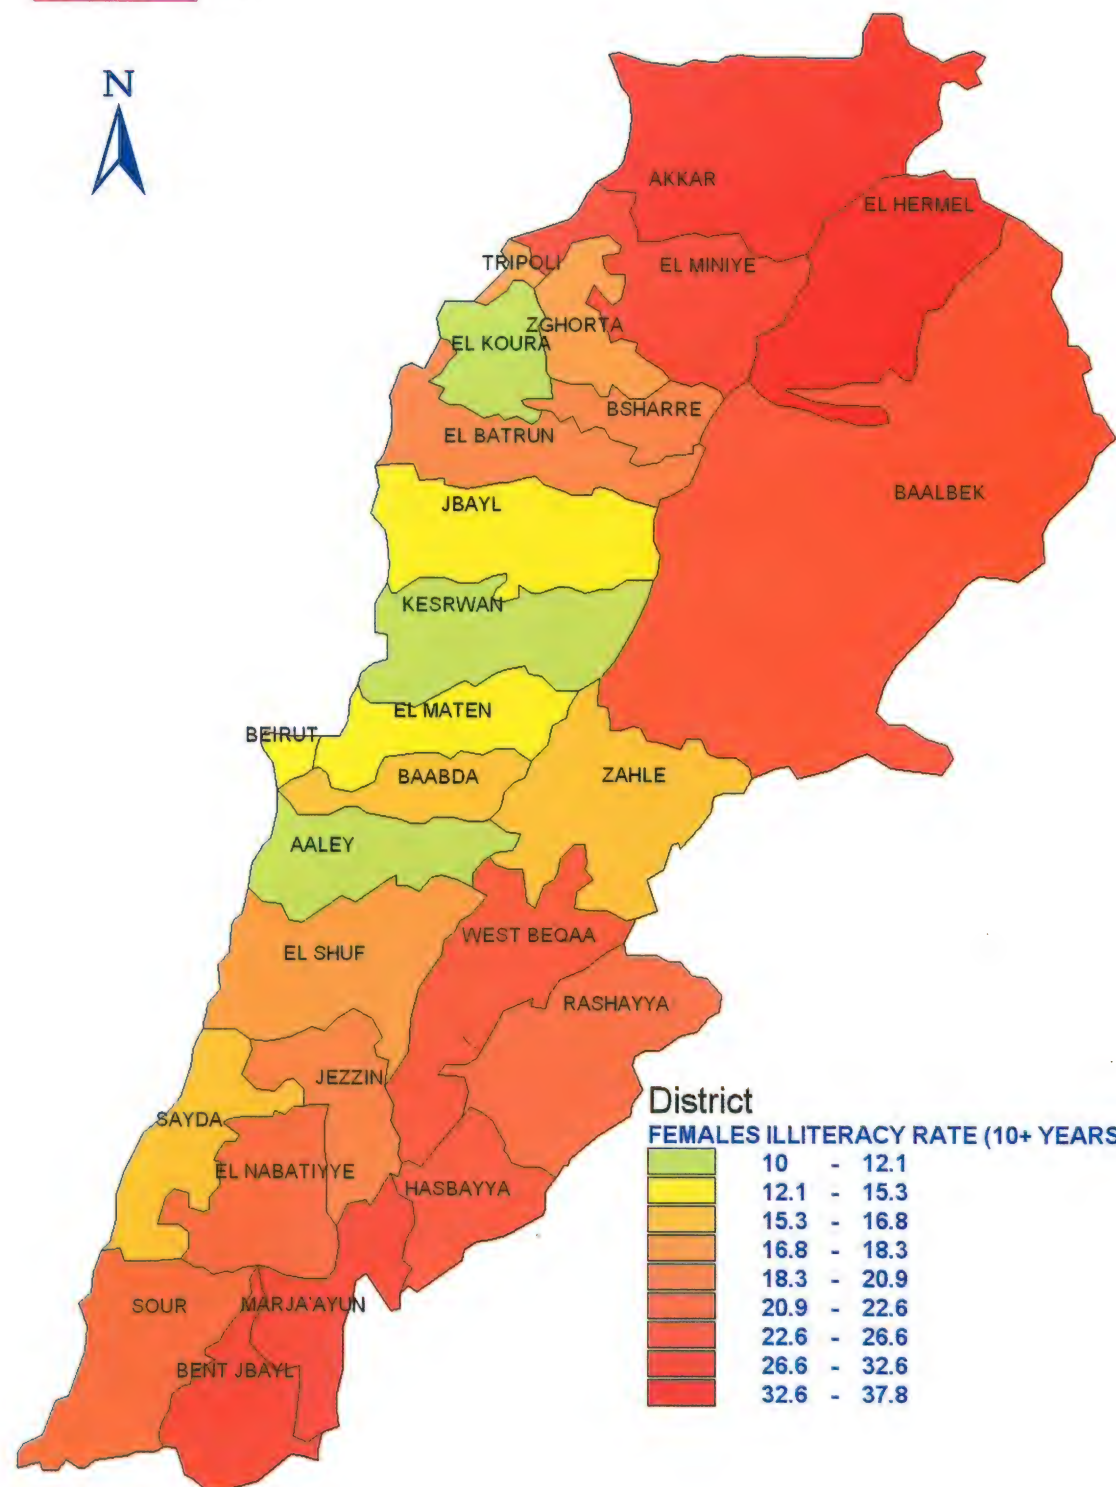 N
AKKAR
EL HERMEL
TRIPOLI
EL MINIYE
ZGHORTA
EL KOURA
BSHARRE
EL BATRUN
BAALBEK
JBAYL
KESRWAN
EL MATEN
BEIRUT
BAABDA
ZAHLE
AALEY
WEST BEQAA
EL SHUF
RASHAYYA
JEZZIN
SAYDA
EL NABATIYYE
HASBAYYA
SOUR
MARJA'AYUN
BENT JBAYL
District
FEMALES ILLITERACY RATE (10+ YEARS
10 - 12.1
12.1 - 15.3
15.3 - 16.8
16.8 - 18.3
18.3 - 20.9
20.9 - 22.6
22.6 - 26.6
26.6 - 32.6
32.6 - 37.8